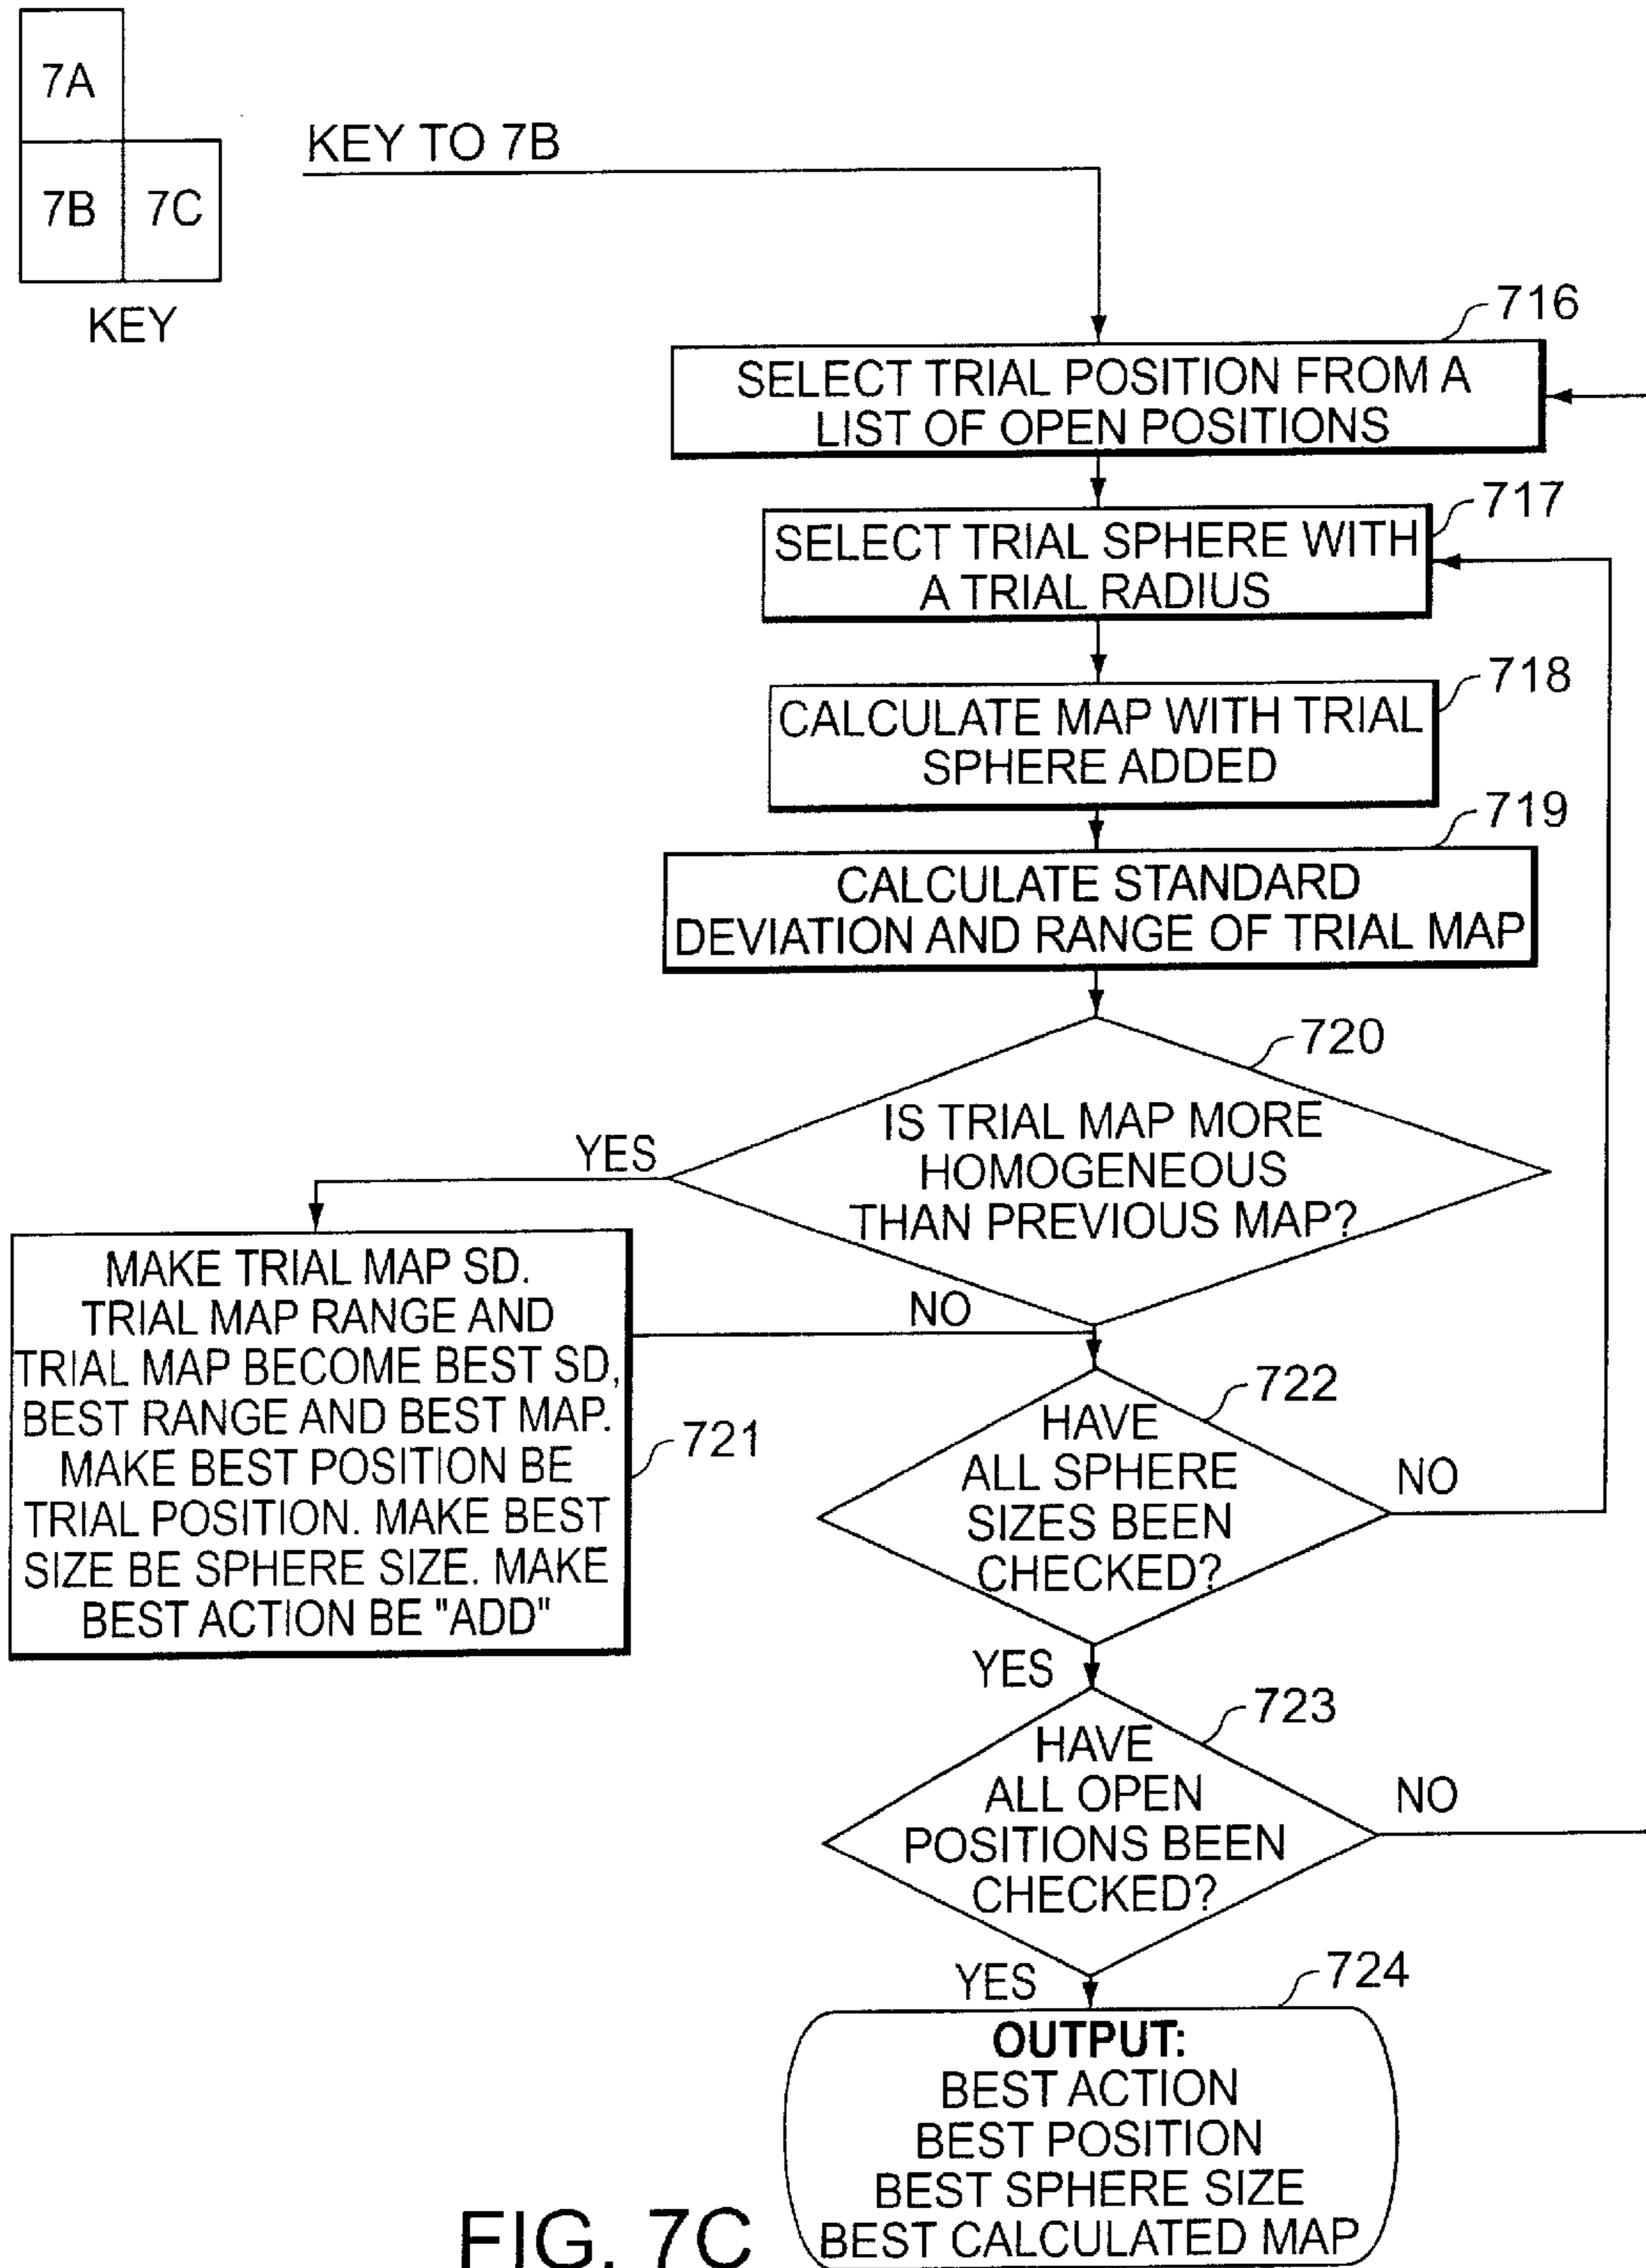 7A
7B 7C
KEY
KEY TO 7B
716
SELECT TRIAL POSITION FROM A
LIST OF OPEN POSITIONS
717
SELECT TRIAL SPHERE WITH
A TRIAL RADIUS
718
CALCULATE MAP WITH TRIAL
SPHERE ADDED
719
CALCULATE STANDARD
DEVIATION AND RANGE OF TRIAL MAP
720
IS TRIAL MAP MORE
HOMOGENEOUS
THAN PREVIOUS MAP?
YES
NO
MAKE TRIAL MAP SD.
TRIAL MAP RANGE AND
TRIAL MAP BECOME BEST SD,
BEST RANGE AND BEST MAP.
MAKE BEST POSITION BE
TRIAL POSITION. MAKE BEST
SIZE BE SPHERE SIZE. MAKE
BEST ACTION BE "ADD"
721
722
HAVE
ALL SPHERE
SIZES BEEN
CHECKED?
NO
YES
723
HAVE
ALL OPEN
POSITIONS BEEN
CHECKED?
NO
YES
724
OUTPUT:
BEST ACTION
BEST POSITION
BEST SPHERE SIZE
BEST CALCULATED MAP
FIG. 7C